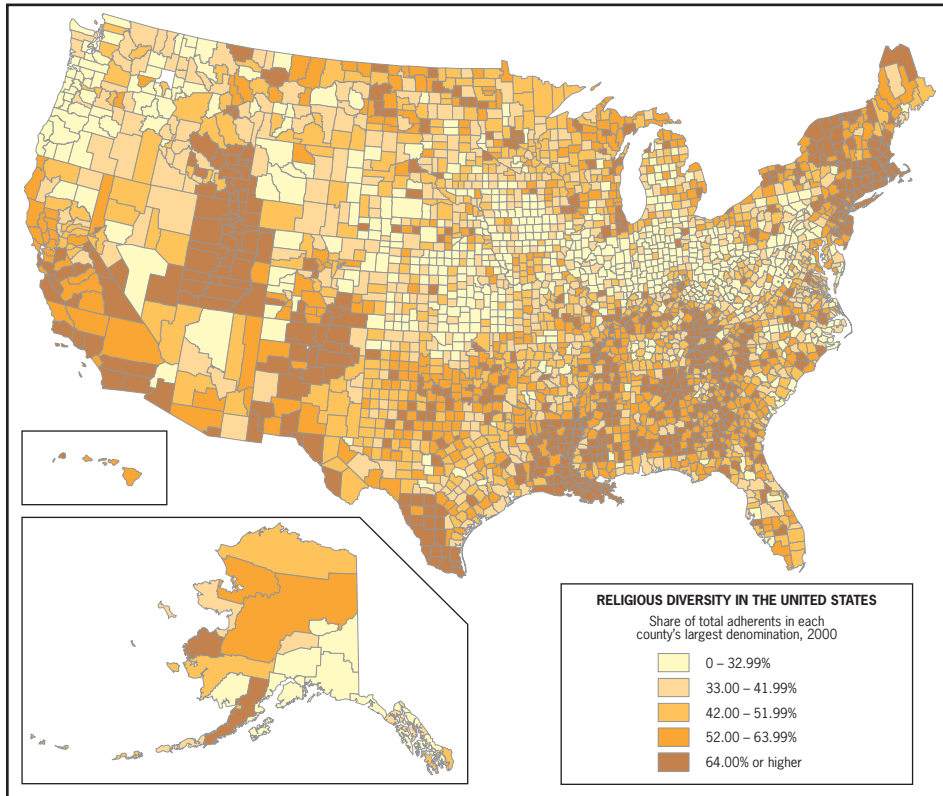 RELIGIOUS DIVERSITY IN THE UNITED STATES
Share of total adherents in each
county's largest denomination, 2000
0 – 32.99%
33.00 – 41.99%
42.00 – 51.99%
52.00 – 63.99%
64.00% or higher